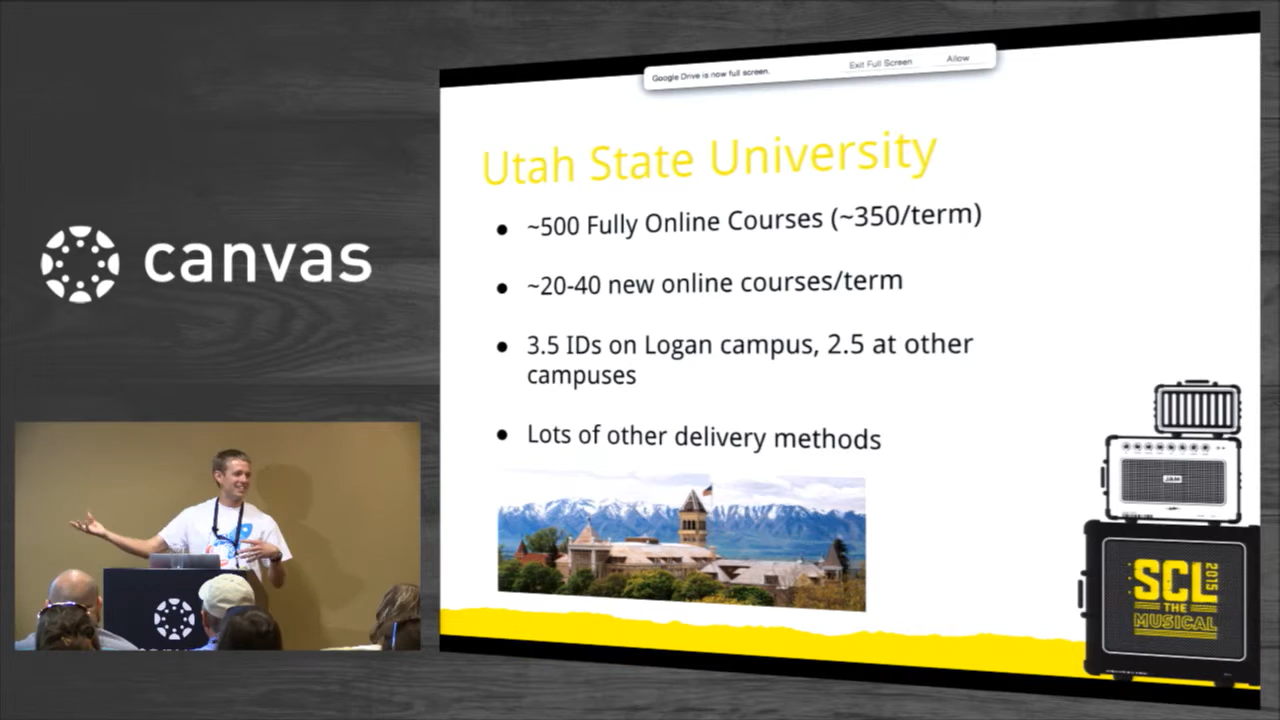 Google Drive is now full screen.
Exit Full Screen
Allow
Utah State University
~500 Fully Online Courses (~350/term)
~20-40 new online courses/term
3.5 IDs on Logan campus, 2.5 at other
campuses
Lots of other delivery methods
canvas
JAM
SCL 2015
THE
MUSICAL